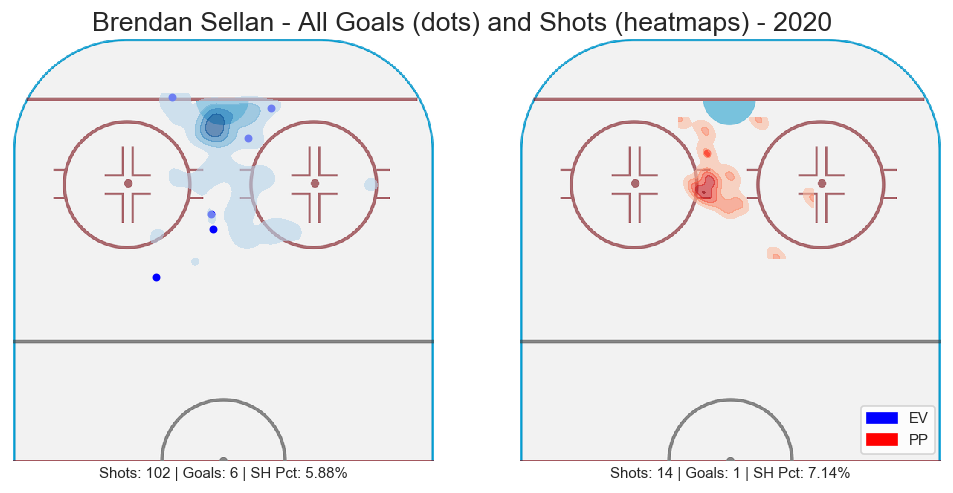 Brendan Sellan - All Goals (dots) and Shots (heatmaps) - 2020
EV
PP
Shots: 102 | Goals: 6 | SH Pct: 5.88%
Shots: 14 | Goals: 1 | SH Pct: 7.14%